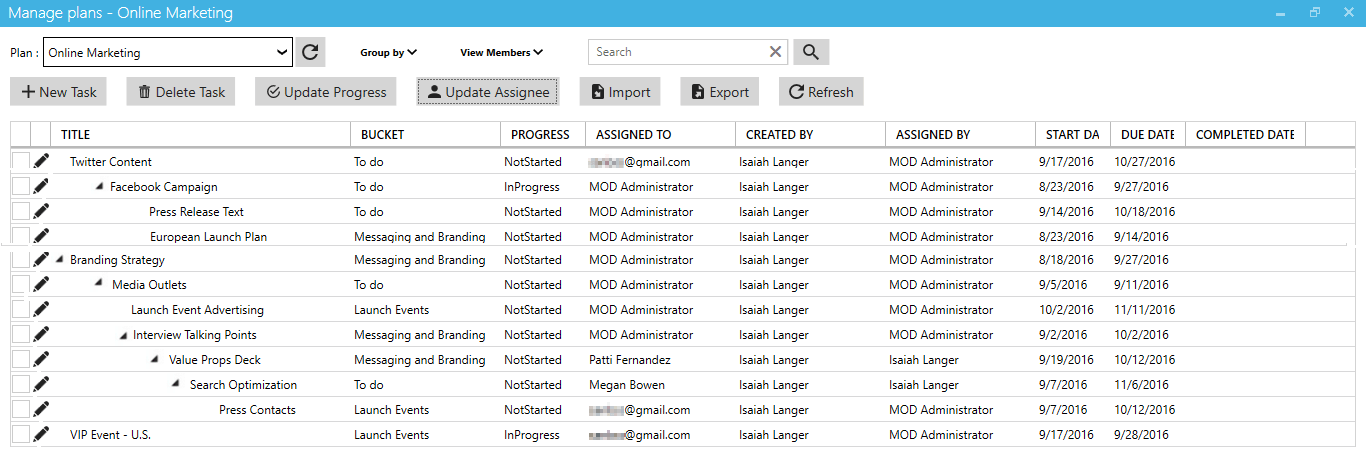 Manage plans - Online Marketing
Plan : Online Marketing Group by View Members Search
New Task Delete Task Update Progress Update Assignee Import Export Refresh
TITLE BUCKET PROGRESS ASSIGNED TO CREATED BY ASSIGNED BY START DA DUE DATE COMPLETED DATE
Twitter Content To do NotStarted @gmail.com Isaiah Langer MOD Administrator 9/17/2016 10/27/2016
Facebook Campaign To do InProgress MOD Administrator Isaiah Langer MOD Administrator 8/23/2016 9/27/2016
Press Release Text To do NotStarted MOD Administrator Isaiah Langer MOD Administrator 9/14/2016 10/18/2016
European Launch Plan Messaging and Branding NotStarted MOD Administrator Isaiah Langer MOD Administrator 8/23/2016 9/14/2016
Branding Strategy Messaging and Branding NotStarted MOD Administrator Isaiah Langer MOD Administrator 8/18/2016 9/27/2016
Media Outlets To do NotStarted MOD Administrator Isaiah Langer MOD Administrator 9/5/2016 9/11/2016
Launch Event Advertising Launch Events NotStarted MOD Administrator Isaiah Langer MOD Administrator 10/2/2016 11/11/2016
Interview Talking Points Messaging and Branding NotStarted MOD Administrator Isaiah Langer MOD Administrator 9/2/2016 10/2/2016
Value Props Deck Messaging and Branding NotStarted Patti Fernandez Isaiah Langer Isaiah Langer 9/19/2016 10/12/2016
Search Optimization To do NotStarted Megan Bowen Isaiah Langer Isaiah Langer 9/7/2016 11/6/2016
Press Contacts Launch Events NotStarted @gmail.com Isaiah Langer MOD Administrator 9/7/2016 10/12/2016
VIP Event - U.S. Launch Events InProgress @gmail.com Isaiah Langer MOD Administrator 9/17/2016 9/28/2016